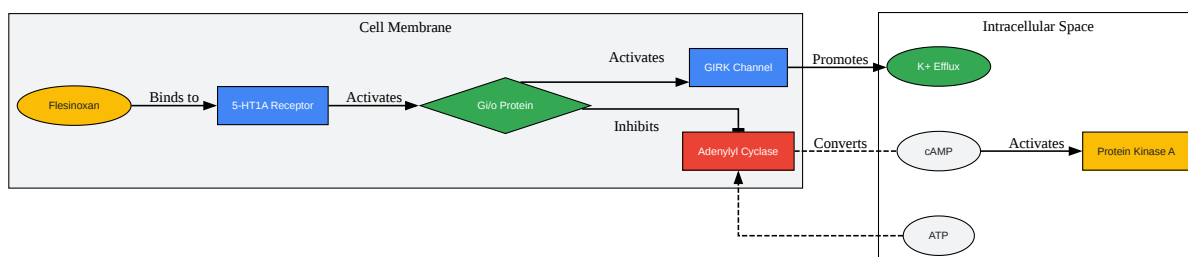 Cell Membrane
Intracellular Space
Flesinoxan
Binds to
5-HT1A Receptor
Activates
Gi/o Protein
Activates
GIRK Channel
Promotes
K+ Efflux
Inhibits
Adenylyl Cyclase
Converts
cAMP
Activates
Protein Kinase A
ATP